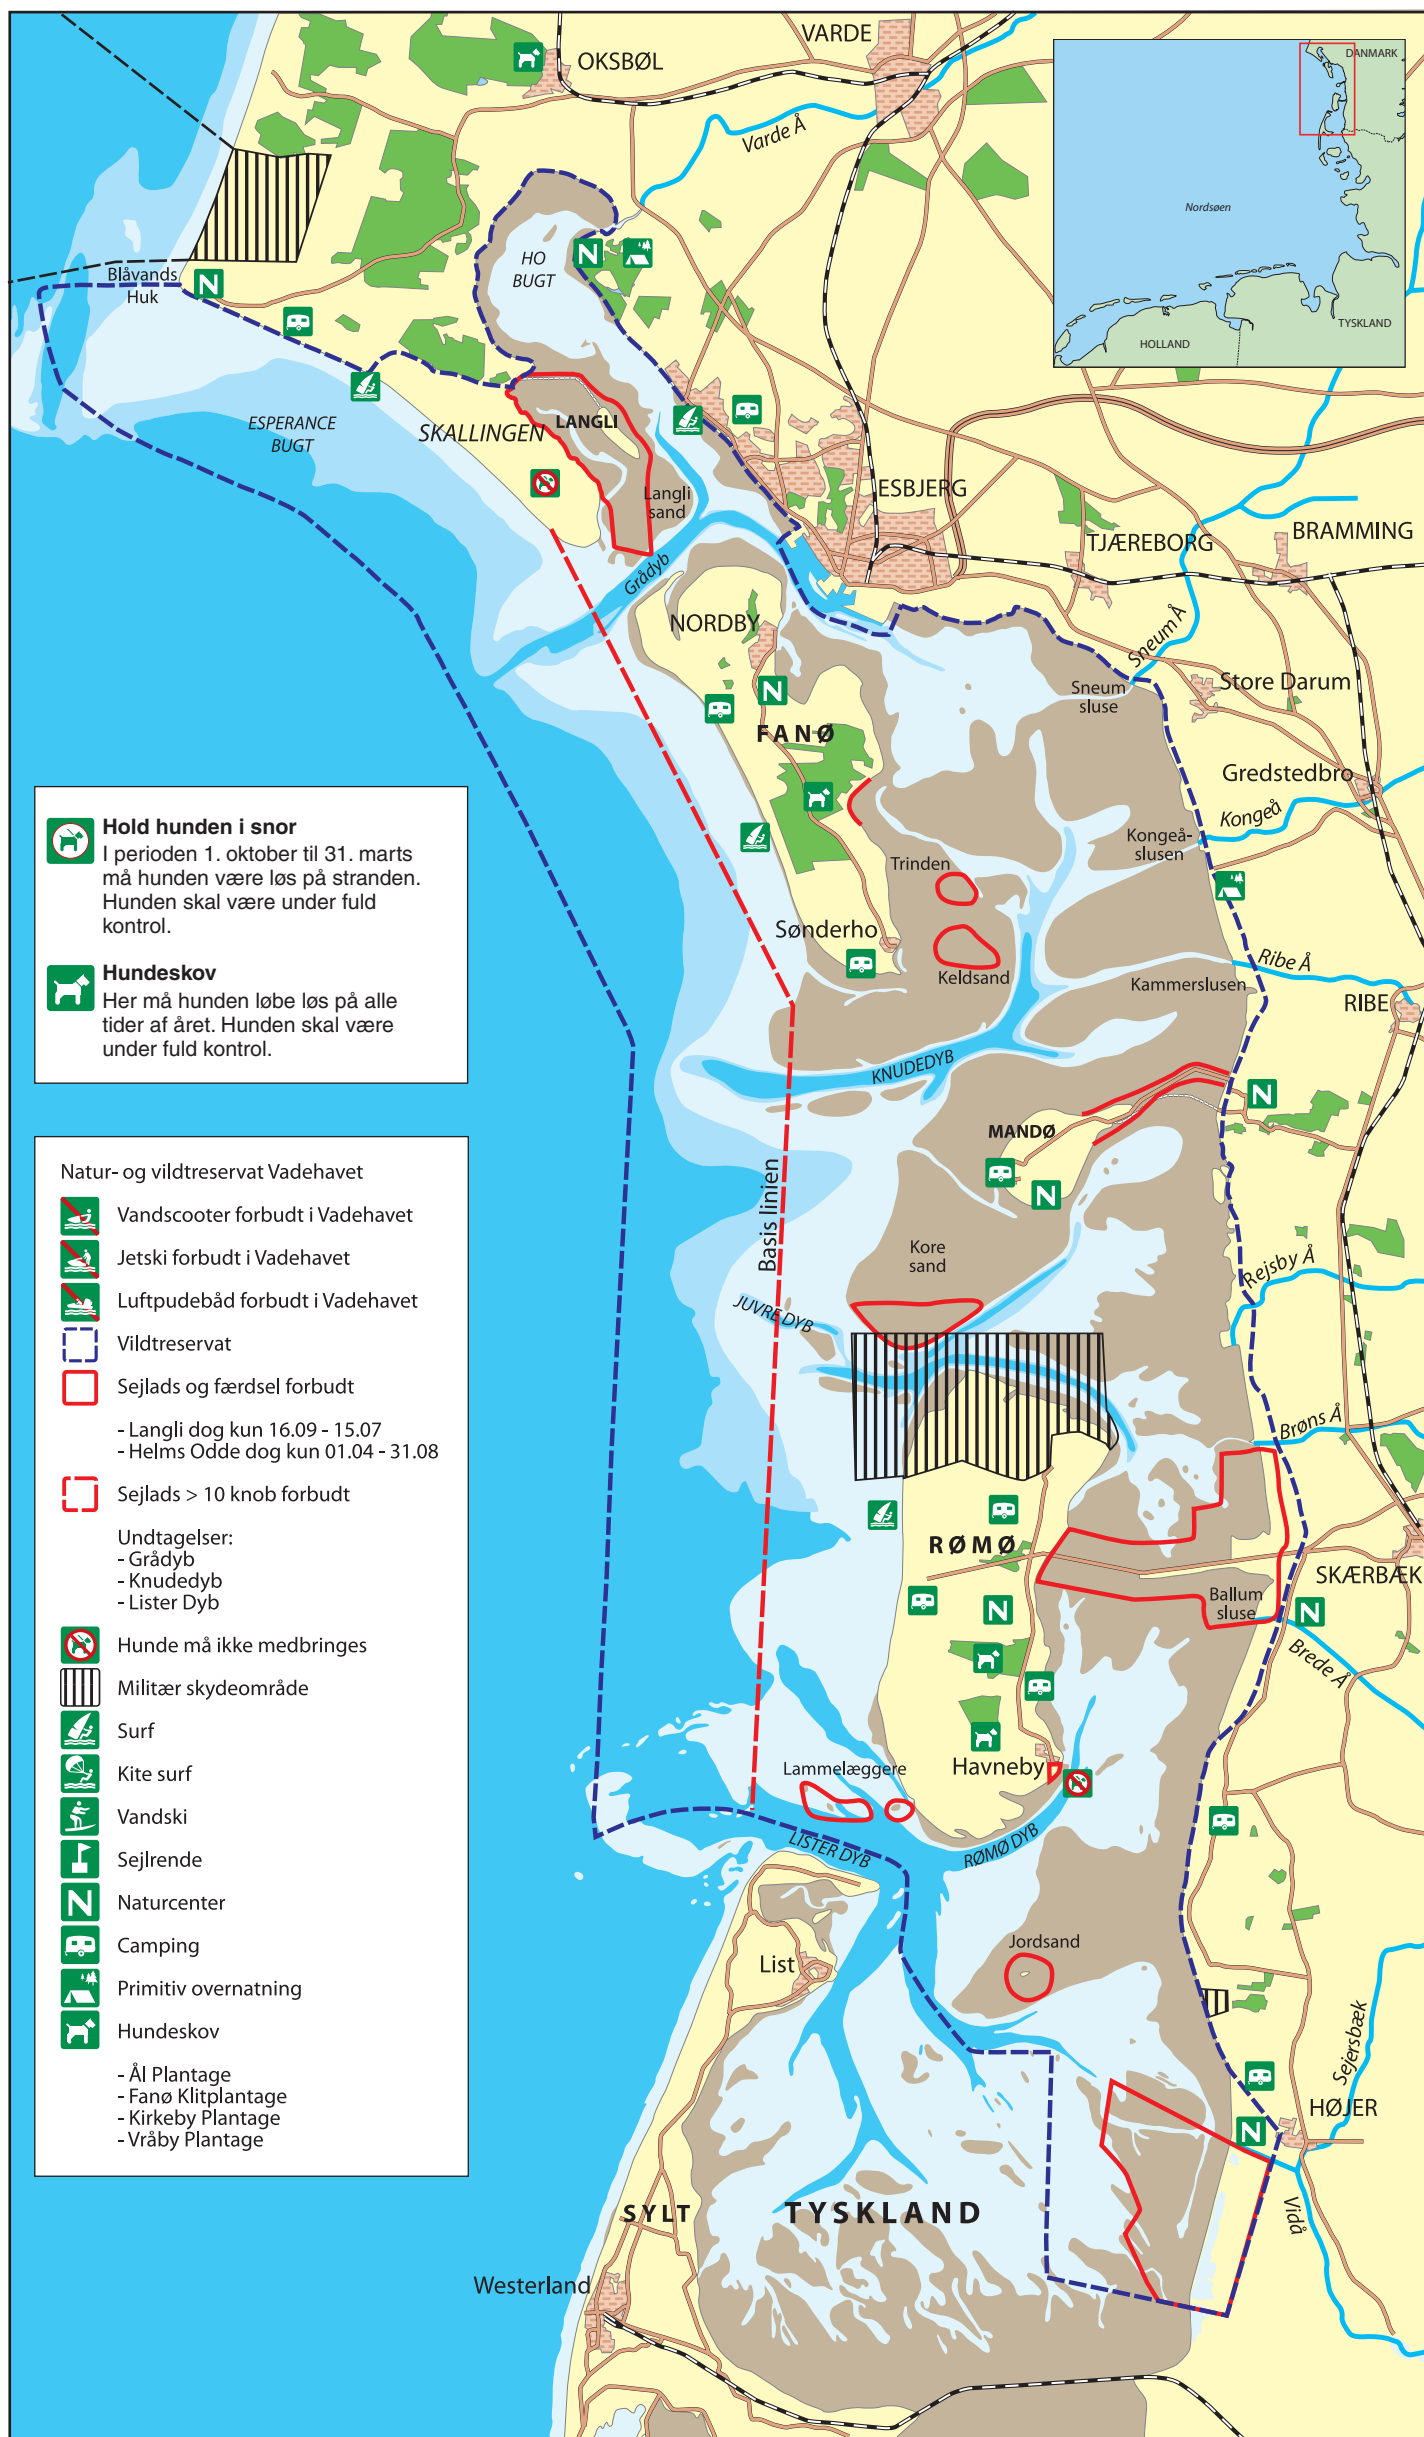 VARDE
OKSBØL
DANMARK
Varde Å
Nordsøen
HO
BUGT
Blåvands
Huk
TYSKLAND
HOLLAND
ESPERANCE
BUGT
SKALLINGEN
LANGLI
Langli
sand
ESBJERG
BRAMMING
TJÆREBORG
Grådyb
NORDBY
Sneum Å
Sneum
sluse
Store Darum
FANØ
Gredstedbro
Kongeå
Kongeå-
slusen
Trinden
Sønderho
Keldsand
Ribe Å
Kammerslusen
RIBE
KNUDEDYB
MANDØ
Basis linien
Kore
sand
Rejsby Å
JUVRE DYB
Brøns Å
RØMØ
SKÆRBÆK
Ballum
sluse
Brede Å
Havneby
Lammelæggere
LISTER DYB
RØMØ DYB
Jordsand
List
Sejersbæk
HØJER
Vidå
SYLT
TYSKLAND
Westerland
Hold hunden i snor
I perioden 1. oktober til 31. marts
må hunden være løs på stranden.
Hunden skal være under fuld
kontrol.
Hundeskov
Her må hunden løbe løs på alle
tider af året. Hunden skal være
under fuld kontrol.
Natur- og vildtreservat Vadehavet
Vandscooter forbudt i Vadehavet
Jetski forbudt i Vadehavet
Luftpudebåd forbudt i Vadehavet
Vildtreservat
Sejlads og færdsel forbudt
- Langli dog kun 16.09 - 15.07
- Helms Odde dog kun 01.04 - 31.08
Sejlads > 10 knob forbudt
Undtagelser:
- Grådyb
- Knudedyb
- Lister Dyb
Hunde må ikke medbringes
Militær skydeområde
Surf
Kite surf
Vandski
Sejlrende
N Naturcenter
Camping
Primitiv overnatning
Hundeskov
- Ål Plantage
- Fanø Klitplantage
- Kirkeby Plantage
- Vråby Plantage
N
N
N
N
N
N
N
N